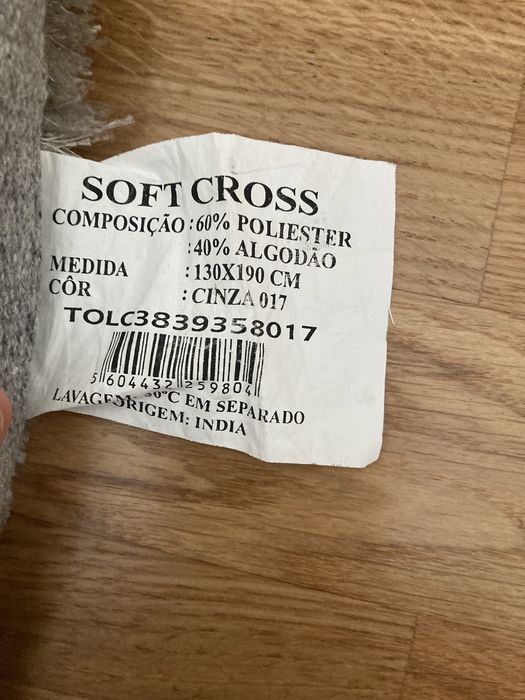 SOFT CROSS
COMPOSIÇÃO : 60% POLIESTER
: 40% ALGODÃO
MEDIDA : 130X190 CM
CÔR : CINZA 017
TOLC3839358017
5 604432 259804
30ºC EM SEPARADO
ORIGEM: INDIA